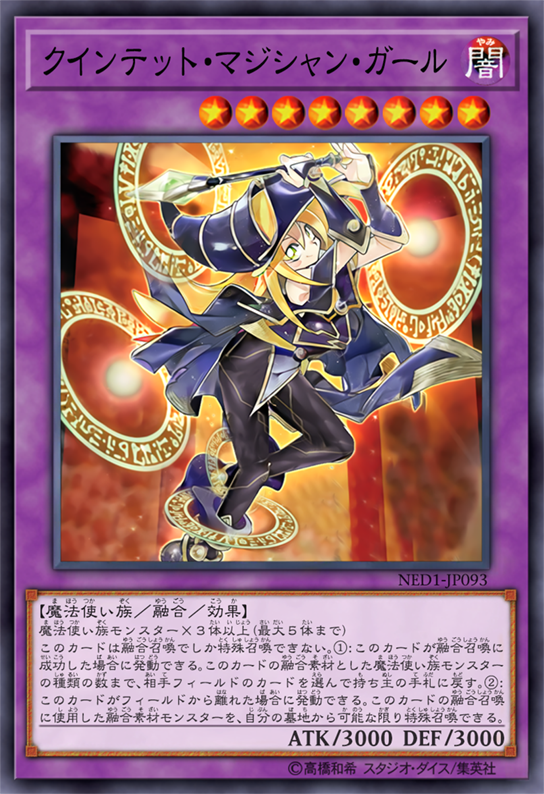 クインテット・マジシャン・ガール
闇
NED1-JP093
【魔法使い族／融合／効果】
魔法使い族モンスター×３体以上(最大５体まで)
このカードは融合召喚でしか特殊召喚できない。①：このカードが融合召喚に
成功した場合に発動できる。このカードの融合素材とした魔法使い族モンスター
の種類の数まで、相手フィールドのカードを選んで持ち主の手札に戻す。②：
このカードがフィールドから離れた場合に発動できる。このカードの融合召喚
に使用した融合素材モンスターを、自分の墓地から可能な限り特殊召喚できる。
ATK/3000 DEF/3000
©高橋和希 スタジオ・ダイス/集英社